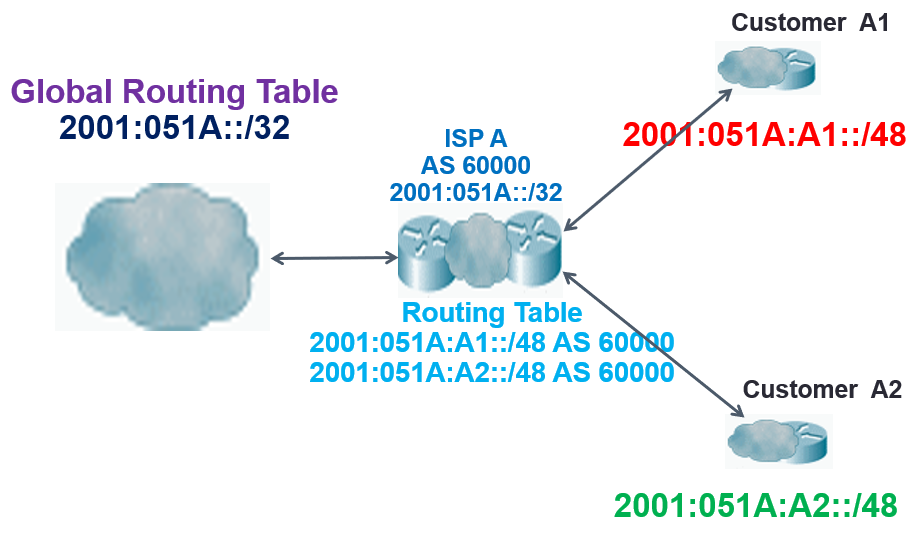 Customer A1
Global Routing Table
2001:051A::/32
2001:051A:A1::/48
ISP A
AS 60000
2001:051A::/32
Routing Table
2001:051A:A1::/48 AS 60000
2001:051A:A2::/48 AS 60000
Customer A2
2001:051A:A2::/48